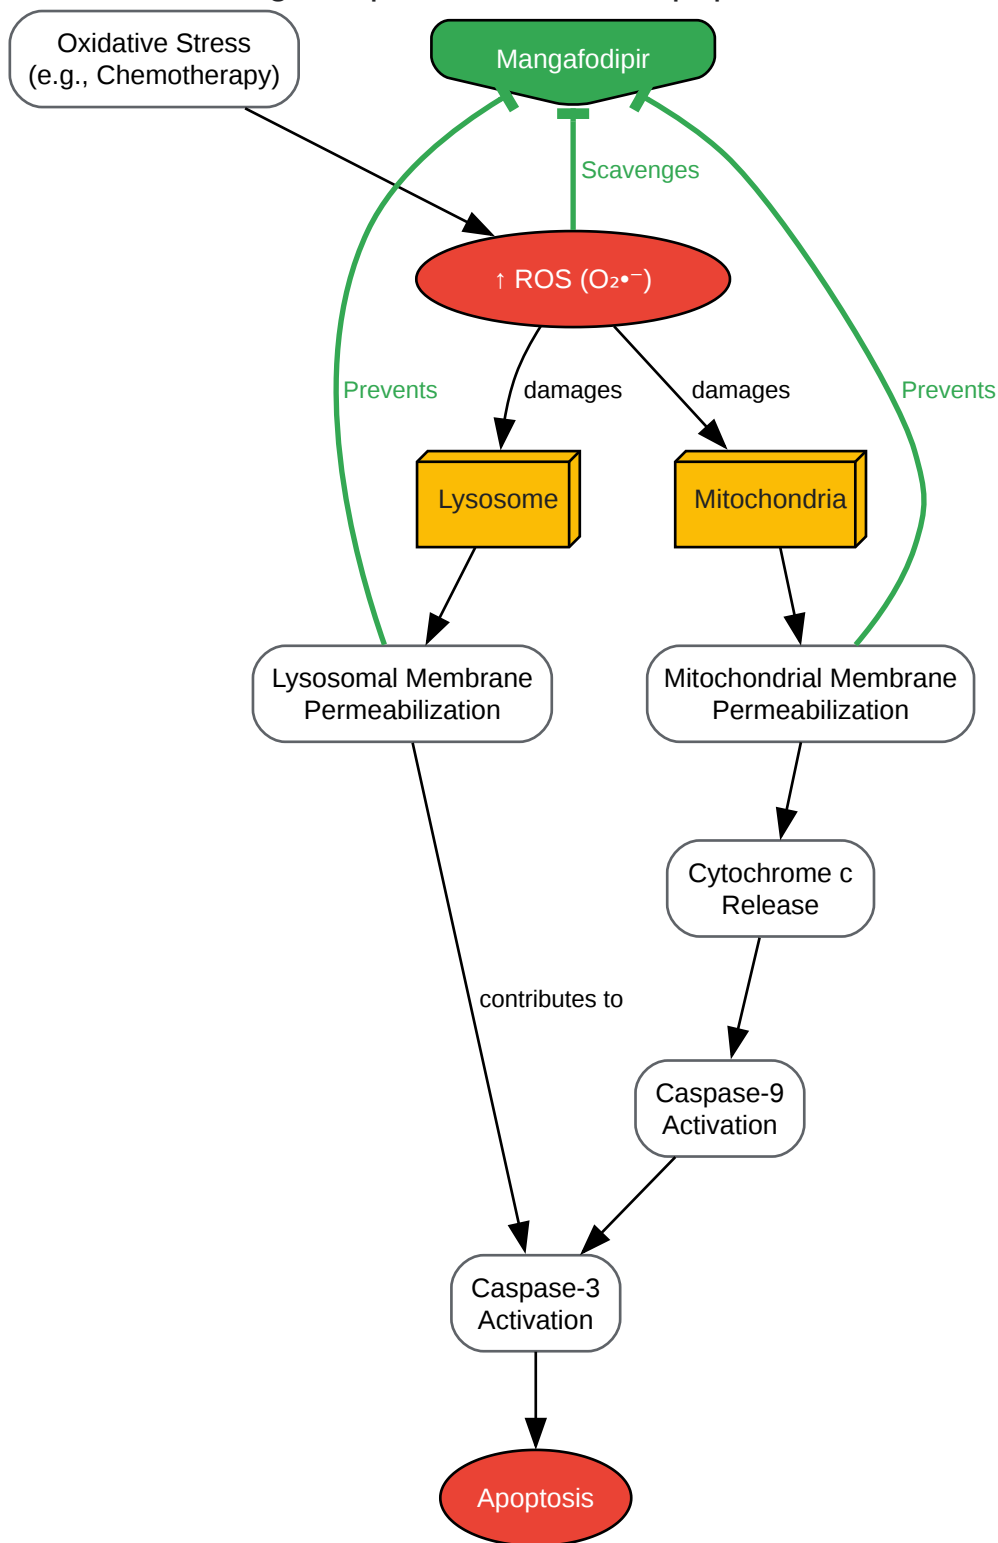 Oxidative Stress
(e.g., Chemotherapy)
Mangafodipir
Scavenges
↑ ROS (O₂•⁻)
Prevents
damages
damages
Prevents
Lysosome
Mitochondria
Lysosomal Membrane
Permeabilization
Mitochondrial Membrane
Permeabilization
Cytochrome c
Release
contributes to
Caspase-9
Activation
Caspase-3
Activation
Apoptosis